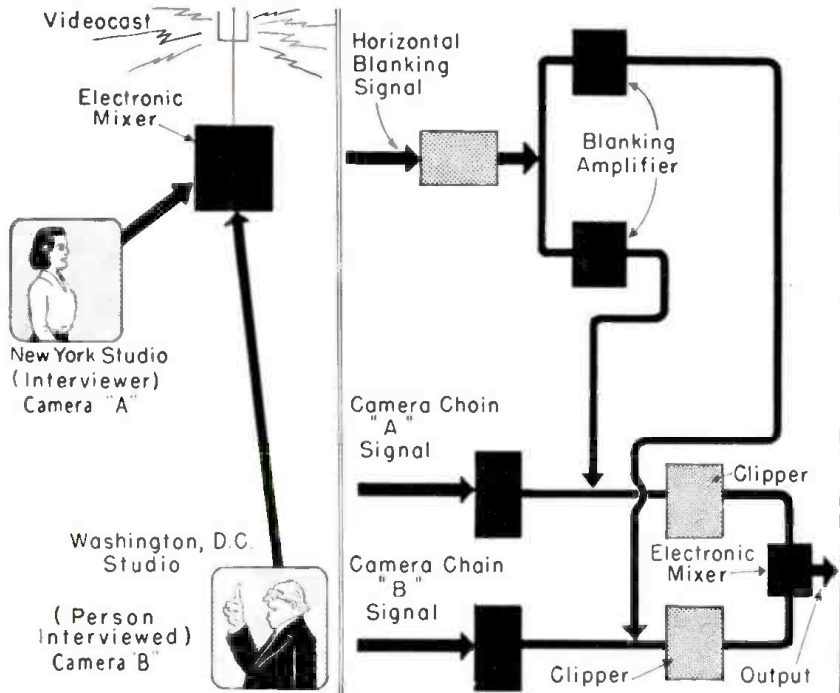 Videocast
Electronic
Mixer
New York Studio
(Interviewer)
Camera "A"
Washington, D.C.
Studio
(Person
Interviewed)
Camera "B"
Horizontal
Blanking
Signal
Blanking
Amplifier
Camera Chain
"A"
Signal
Clipper
Electronic
Mixer
Camera Chain
"B"
Signal
Clipper
Output